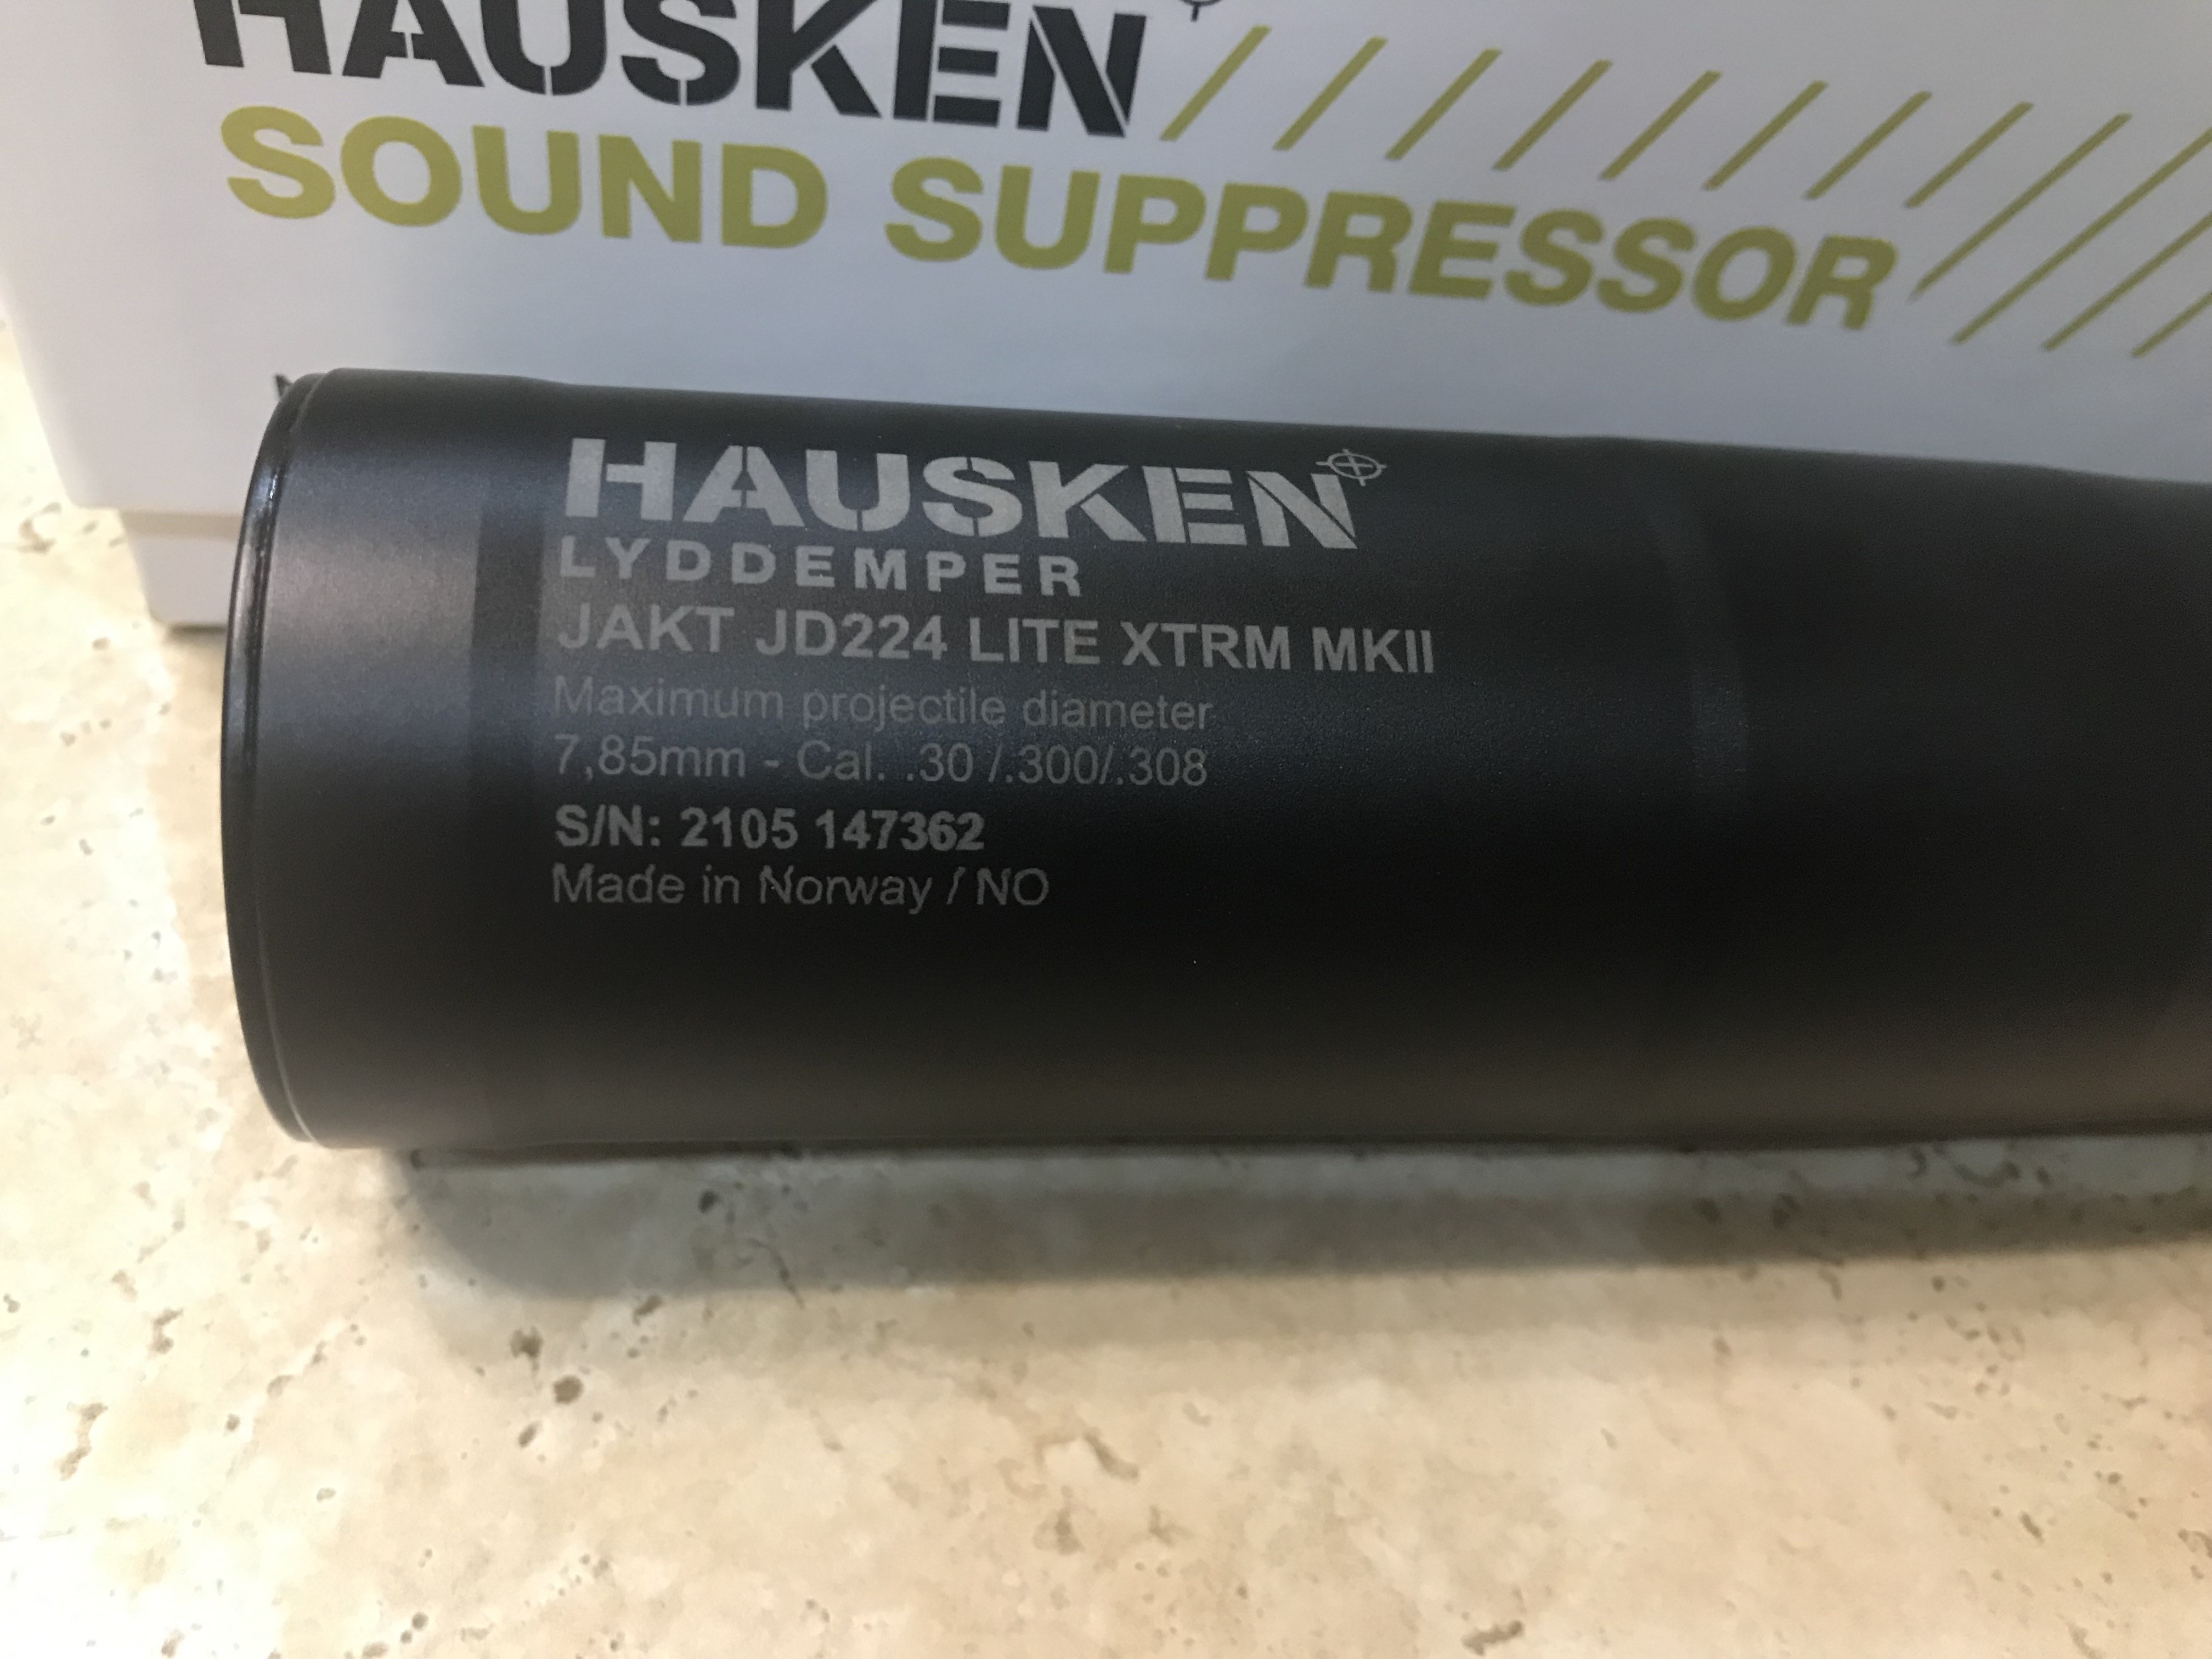 HAUSKEN
SOUND SUPPRESSOR
HAUSKEN
LYDDEMPER
JAKT JD224 LITE XTRM MKII
Maximum projectile diameter
7,85mm - Cal. .30 /.300/.308
S/N: 2105 147362
Made in Norway / NO